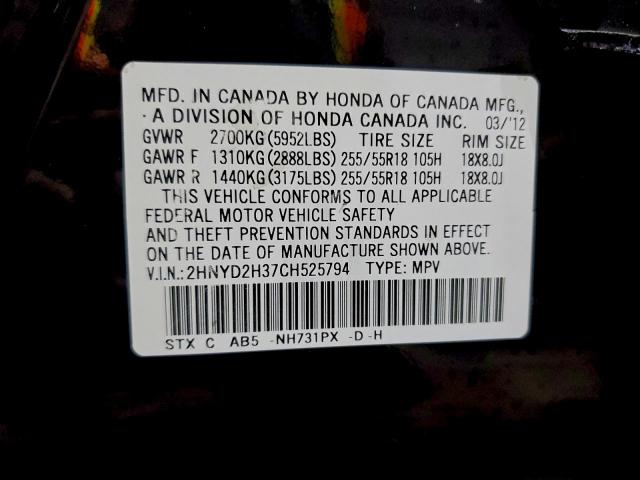 MFD. IN CANADA BY HONDA OF CANADA MFG.,
A DIVISION OF HONDA CANADA INC. 03/'12
GVWR 2700KG(5952LBS) TIRE SIZE RIM SIZE
GAWR F 1310KG(2888LBS) 255/55R18 105H 18X8.0J
GAWR R 1440KG(3175LBS) 255/55R18 105H 18X8.0J
THIS VEHICLE CONFORMS TO ALL APPLICABLE
FEDERAL MOTOR VEHICLE SAFETY
AND THEFT PREVENTION STANDARDS IN EFFECT
ON THE DATE OF MANUFACTURE SHOWN ABOVE.
V.I.N.:2HNYD2H37CH525794 TYPE: MPV
STX C AB5 -NH731PX -D-H